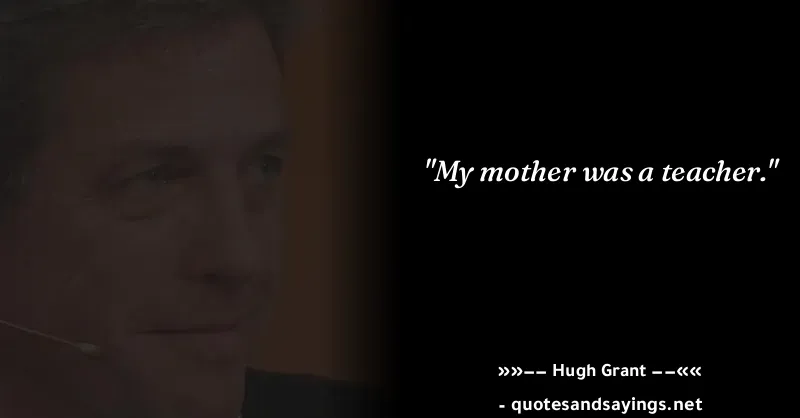 "My mother was a teacher."
»»−− Hugh Grant −−««
- quotesandsayings.net